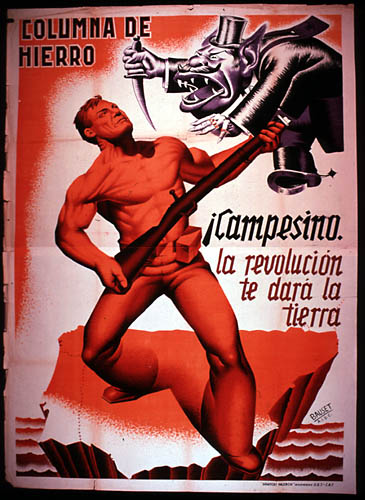 COLUMNA DE
HIERRO
¡CAMPESINO.
la revolución
te dará la
tierra
BAUSET